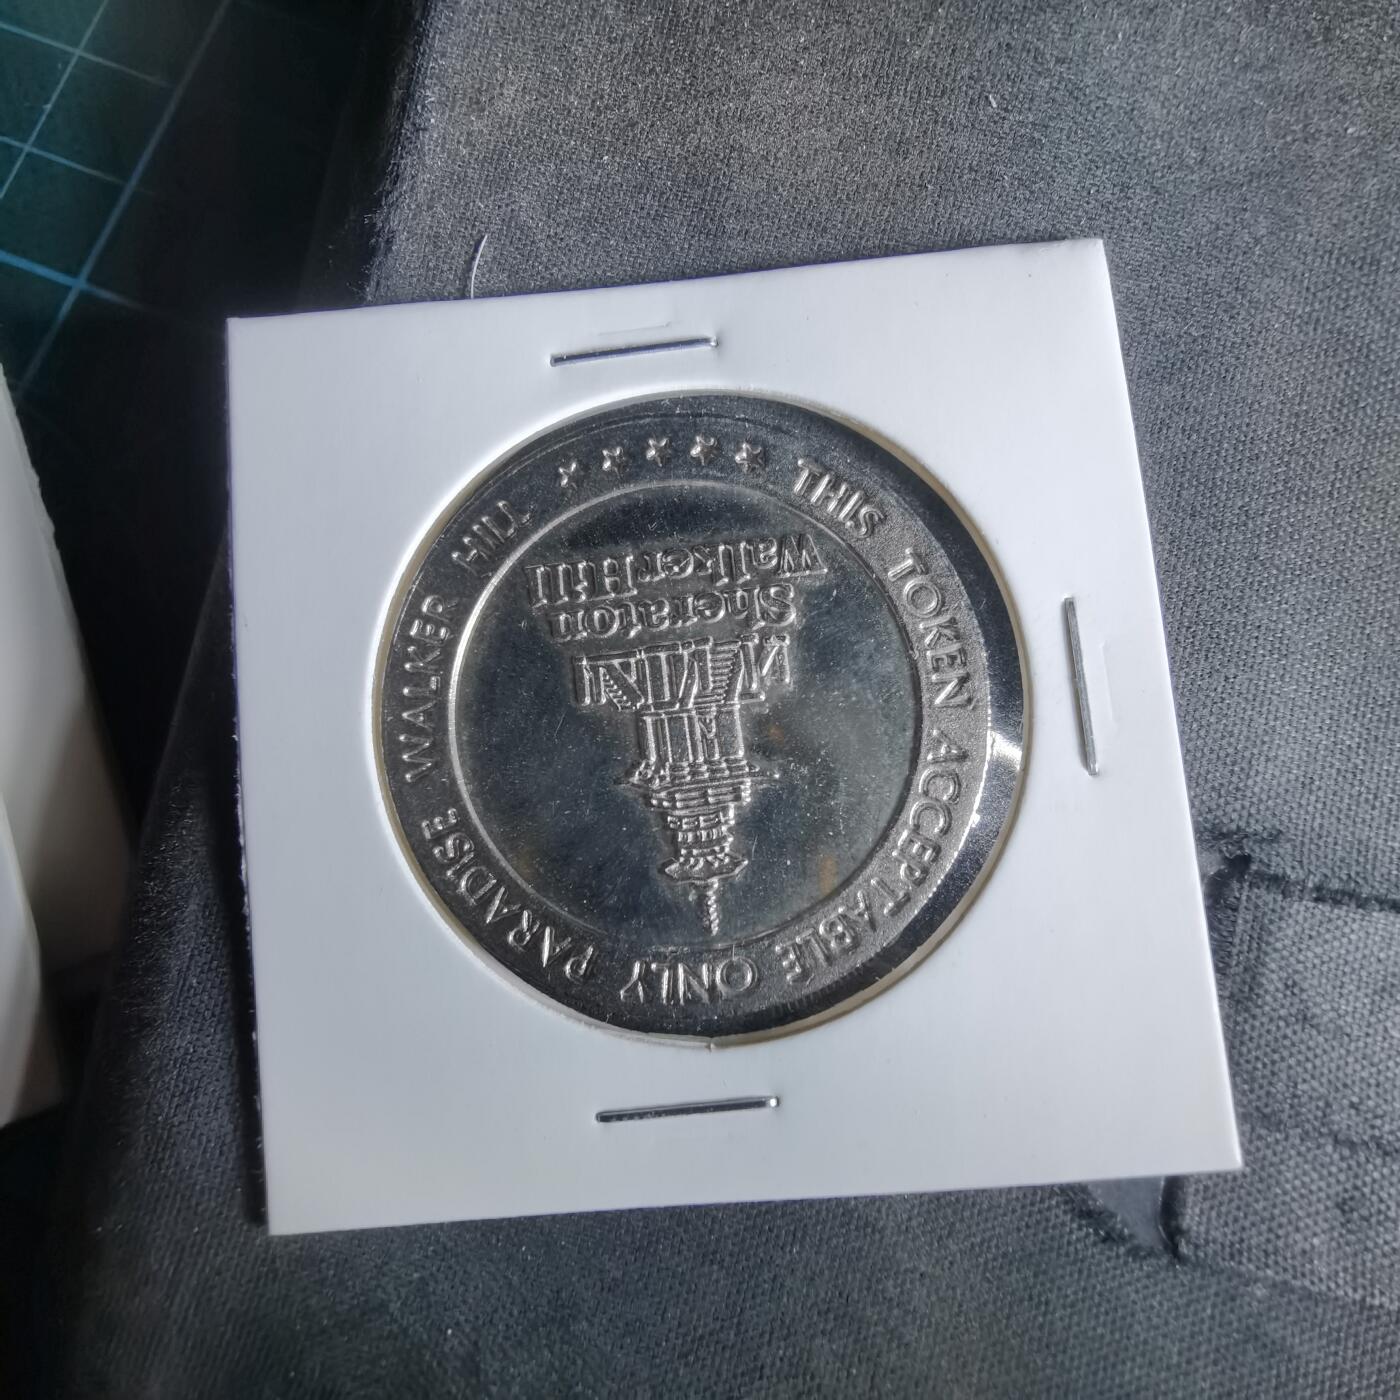 THIS TOKEN ACCEPTABLE ONLY PARADISE WALKER HILL
Sheraton
WalkerHill